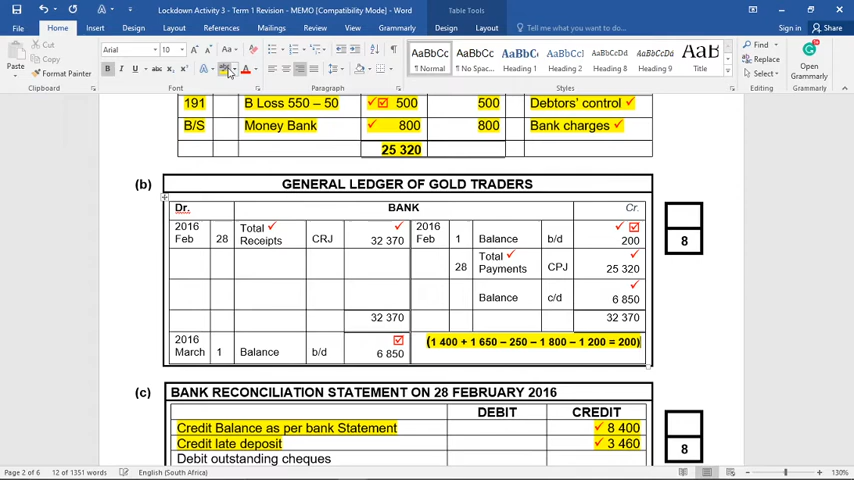 Lockdown Activity 3 - Term 1 Revision - MEMO [Compatibility Mode] - Word
Table Tools
Sign in
Share
File
Home
Insert
Draw
Design
Layout
References
Mailings
Review
View
Grammarly
Design
Layout
Tell me what you want to do...
Cut
Copy
Paste
Format Painter
Clipboard
Arial
10
Font
Paragraph
AaBbCc
¶ Normal
AaBbCc
¶ No Spac...
AaBbCc
Heading 1
AaBbCc
Heading 2
AaBbCcDd
Heading 3
AaBbCcDd
Heading 4
AaB
Title
Styles
Find
Replace
Select
Editing
Open Grammarly
Grammarly
191 B Loss 550 – 50 500 500 Debtors' control
B/S Money Bank 800 800 Bank charges
25 320
(b) GENERAL LEDGER OF GOLD TRADERS
Dr. BANK Cr.
2016 Feb 28 Total Receipts CRJ 32 370 2016 Feb 1 Balance b/d 200
28 Total Payments CPJ 25 320
Balance c/d 6 850
32 370 32 370
2016 March 1 Balance b/d 6 850 (1 400 + 1 650 – 250 – 1 800 – 1 200 = 200)
8
(c) BANK RECONCILIATION STATEMENT ON 28 FEBRUARY 2016
DEBIT CREDIT
Credit Balance as per bank Statement 8 400
Credit late deposit 3 460
Debit outstanding cheques
8
Page 2 of 6
12 of 1351 words
English (South Africa)
130%